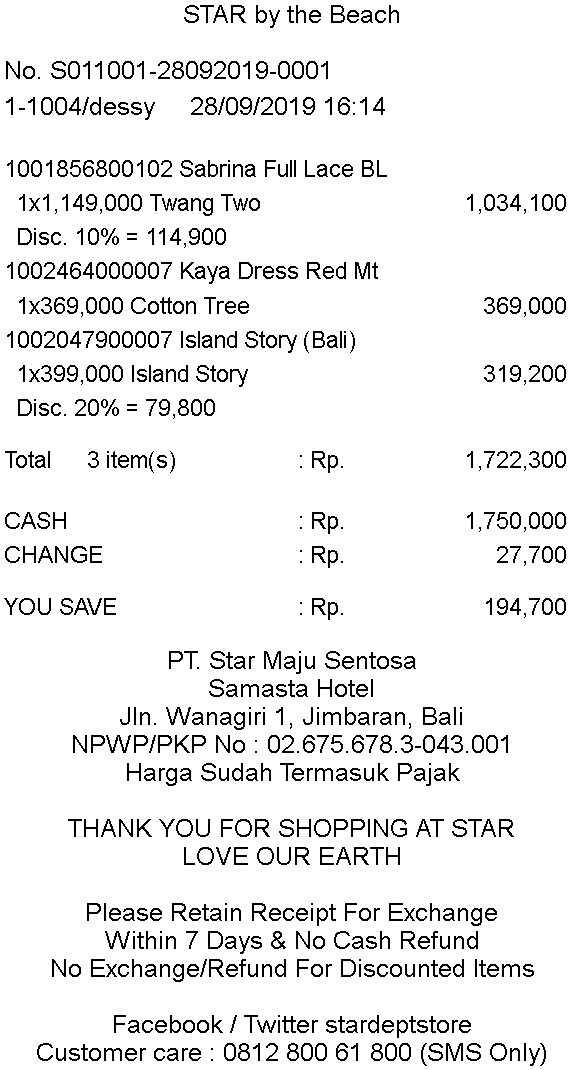 STAR by the Beach
No. S011001-28092019-0001
1-1004/dessy 28/09/2019 16:14
1001856800102 Sabrina Full Lace BL
1x1,149,000 Twang Two 1,034,100
Disc. 10% = 114,900
1002464000007 Kaya Dress Red Mt
1x369,000 Cotton Tree 369,000
1002047900007 Island Story (Bali)
1x399,000 Island Story 319,200
Disc. 20% = 79,800
Total 3 item(s) : Rp. 1,722,300
CASH : Rp. 1,750,000
CHANGE : Rp. 27,700
YOU SAVE : Rp. 194,700
PT. Star Maju Sentosa
Samasta Hotel
Jln. Wanagiri 1, Jimbaran, Bali
NPWP/PKP No : 02.675.678.3-043.001
Harga Sudah Termasuk Pajak
THANK YOU FOR SHOPPING AT STAR
LOVE OUR EARTH
Please Retain Receipt For Exchange
Within 7 Days & No Cash Refund
No Exchange/Refund For Discounted Items
Facebook / Twitter stardeptstore
Customer care : 0812 800 61 800 (SMS Only)